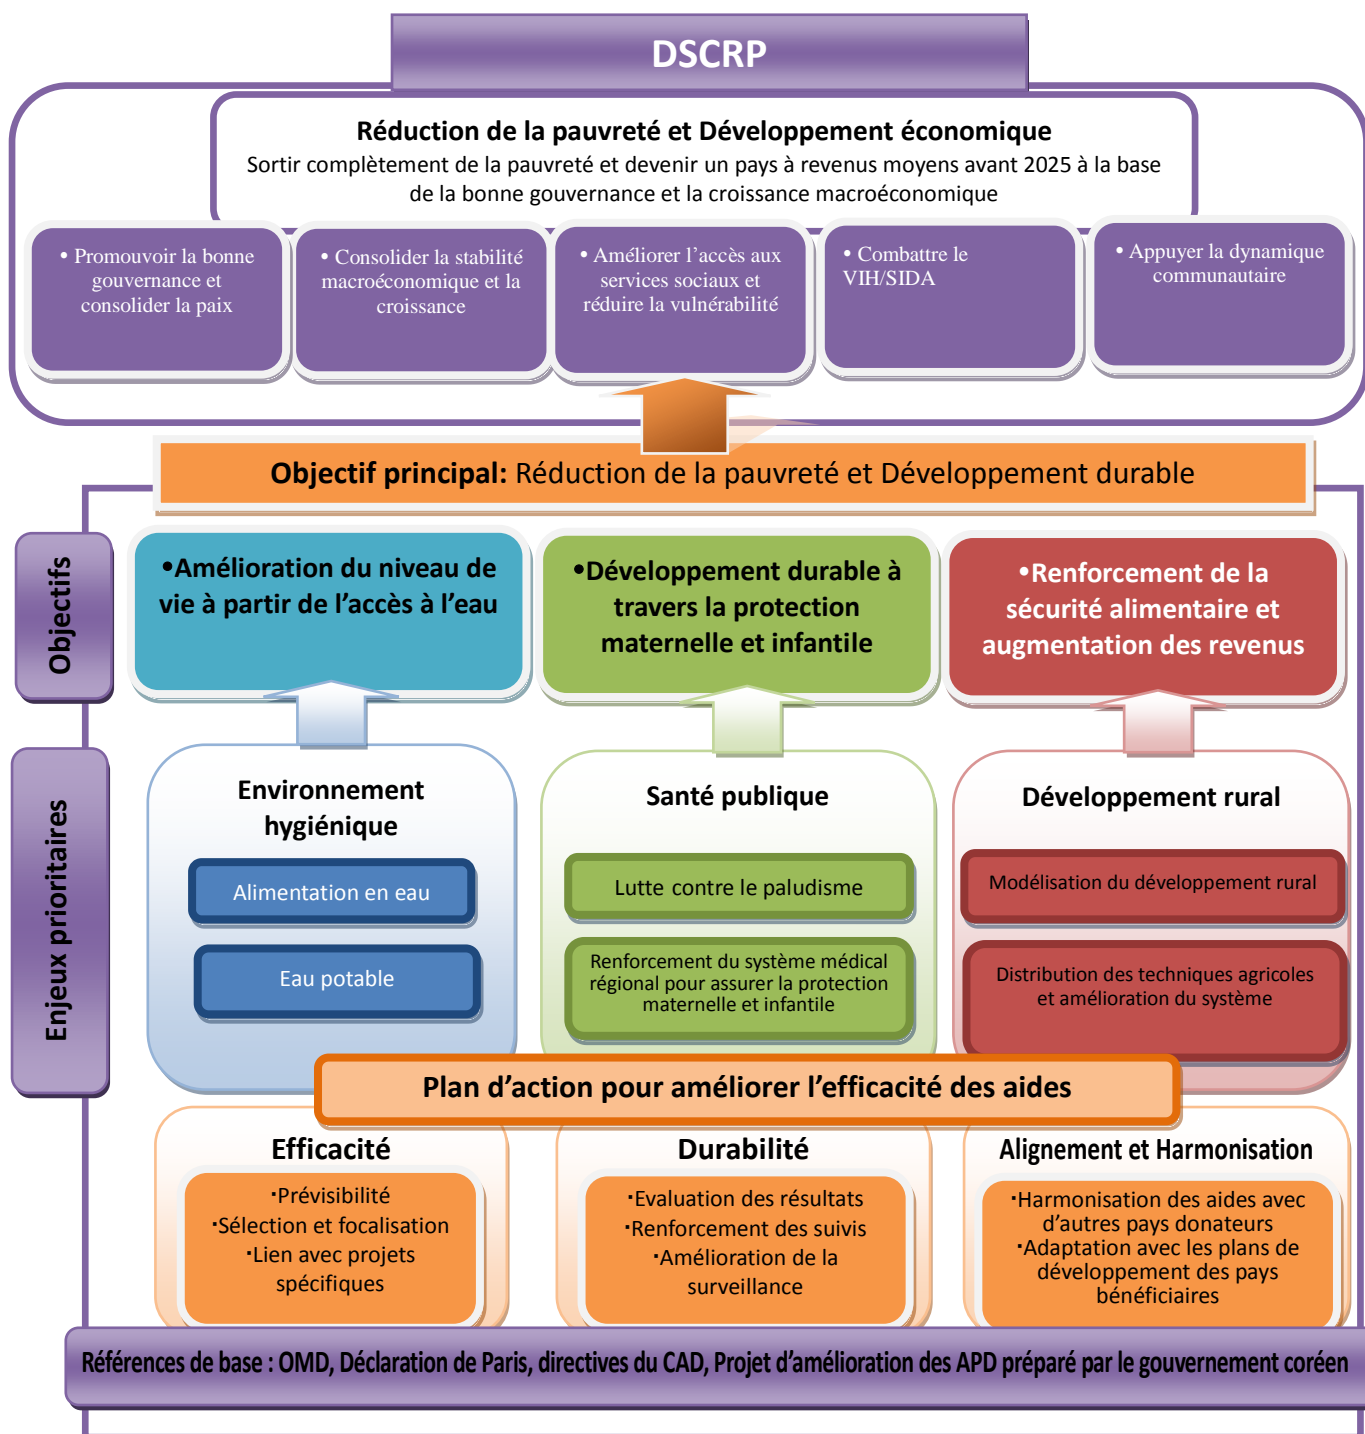 DSCRP
Réduction de la pauvreté et Développement économique
Sortir complètement de la pauvreté et devenir un pays à revenus moyens avant 2025 à la base
de la bonne gouvernance et la croissance macroéconomique
• Promouvoir la bonne
gouvernance et
consolider la paix
• Consolider la stabilité
macroéconomique et la
croissance
• Améliorer l’accès aux
services sociaux et
réduire la vulnérabilité
• Combattre le
VIH/SIDA
• Appuyer la dynamique
communautaire
Objectif principal: Réduction de la pauvreté et Développement durable
Objectifs
•Amélioration du niveau de
vie à partir de l’accès à l’eau
•Développement durable à
travers la protection
maternelle et infantile
•Renforcement de la
sécurité alimentaire et
augmentation des revenus
Enjeux prioritaires
Environnement
hygiénique
Alimentation en eau
Eau potable
Santé publique
Lutte contre le paludisme
Renforcement du système médical
régional pour assurer la protection
maternelle et infantile
Développement rural
Modélisation du développement rural
Distribution des techniques agricoles
et amélioration du système
Plan d’action pour améliorer l’efficacité des aides
Efficacité
·Prévisibilité
·Sélection et focalisation
·Lien avec projets
spécifiques
Durabilité
·Evaluation des résultats
·Renforcement des suivis
·Amélioration de la
surveillance
Alignement et Harmonisation
·Harmonisation des aides avec
d’autres pays donateurs
·Adaptation avec les plans de
développement des pays
bénéficiaires
Références de base : OMD, Déclaration de Paris, directives du CAD, Projet d’amélioration des APD préparé par le gouvernement coréen